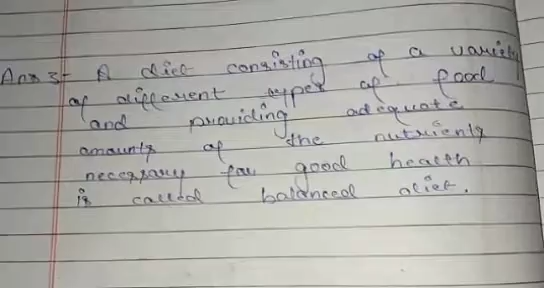 Ans 3- A diet consisting of a variety
of different types of food
and providing adequate
amounts of the nutrients
necessary for good health
is called balanced diet.